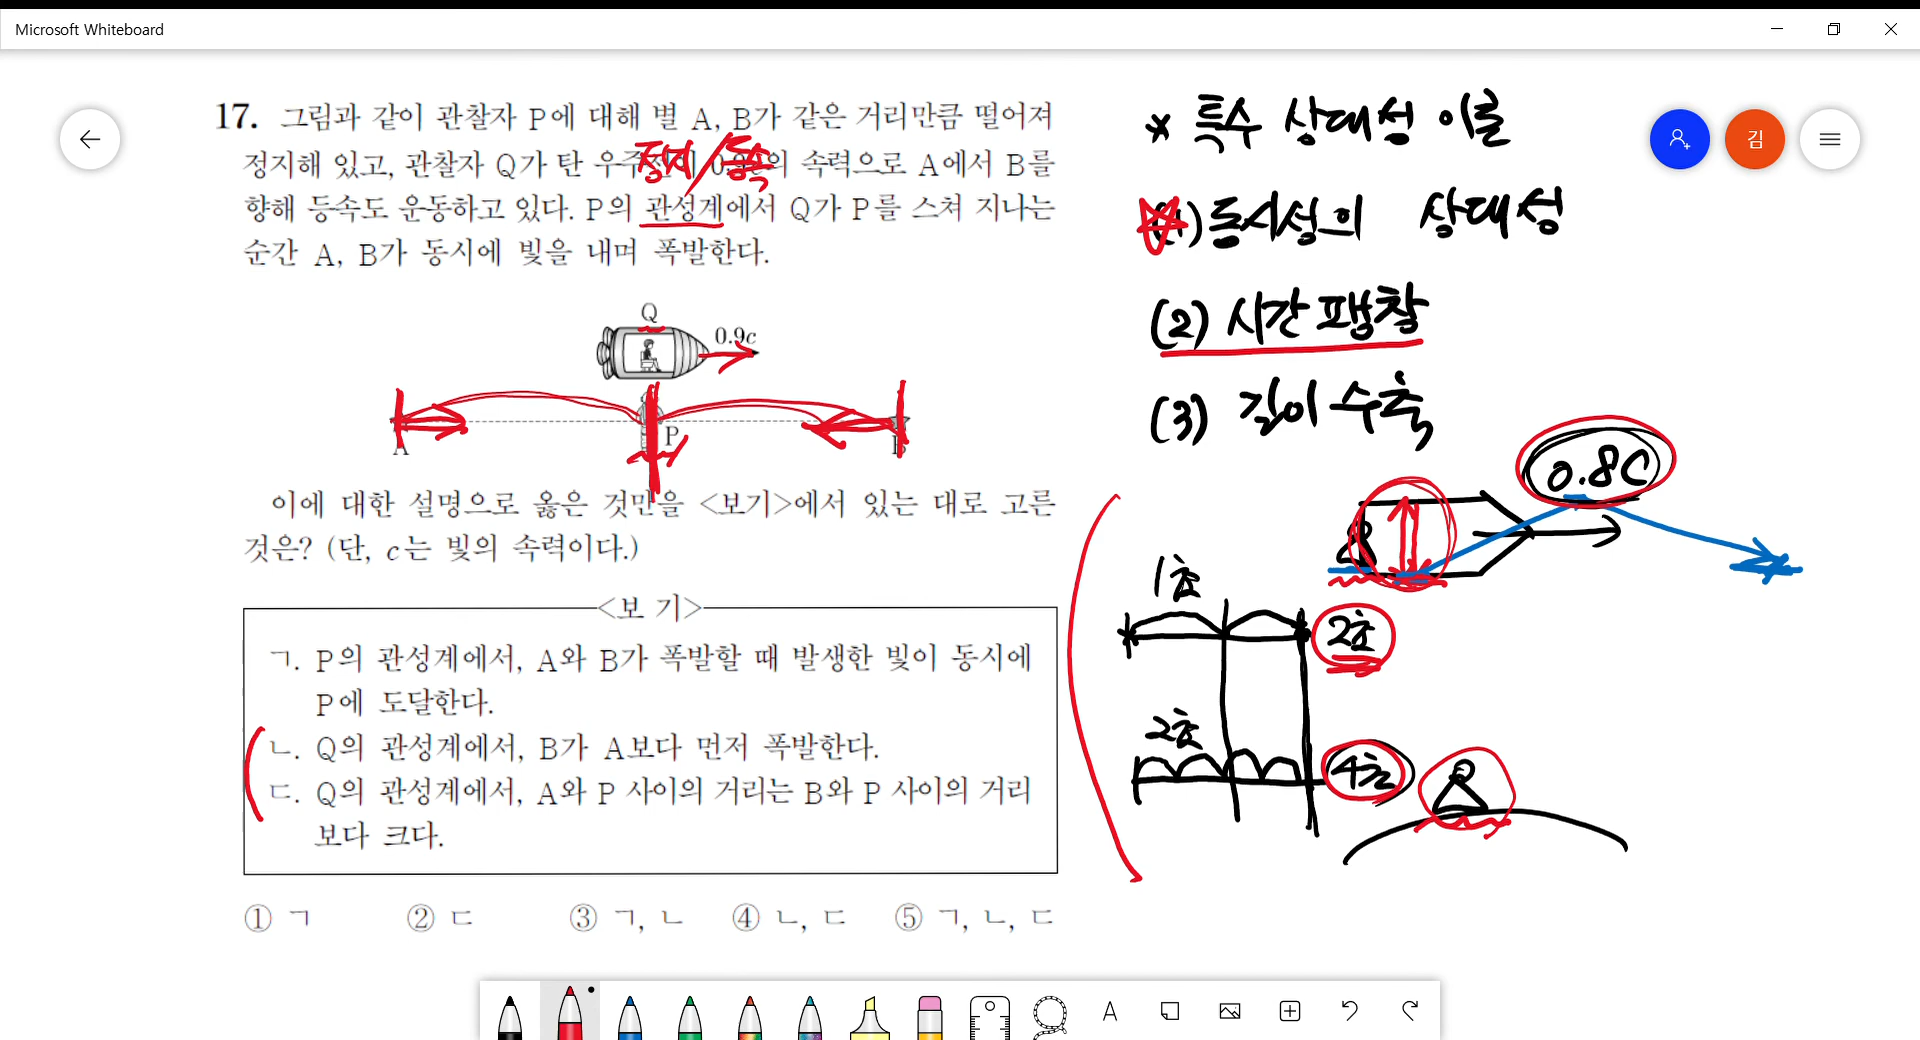 Microsoft Whiteboard
김
17. 그림과 같이 관찰자 P에 대해 별 A, B가 같은 거리만큼 떨어져
정지해 있고, 관찰자 Q가 탄 우주선이 0.9c의 속력으로 A에서 B를
정지/등속
향해 등속도 운동하고 있다. P의 관성계에서 Q가 P를 스쳐 지나는
순간 A, B가 동시에 빛을 내며 폭발한다.
Q
0.9c
P
A
B
이에 대한 설명으로 옳은 것만을 <보기>에서 있는 대로 고른
것은? (단, c는 빛의 속력이다.)
<보 기>
ㄱ. P의 관성계에서, A와 B가 폭발할 때 발생한 빛이 동시에
P에 도달한다.
ㄴ. Q의 관성계에서, B가 A보다 먼저 폭발한다.
ㄷ. Q의 관성계에서, A와 P 사이의 거리는 B와 P 사이의 거리
보다 크다.
① ㄱ ② ㄷ ③ ㄱ, ㄴ ④ ㄴ, ㄷ ⑤ ㄱ, ㄴ, ㄷ
* 특수 상대성 이론
(1) 동시성의 상대성
(2) 시간 팽창
(3) 길이 수축
0.8C
1초
2초
2초
4초
A